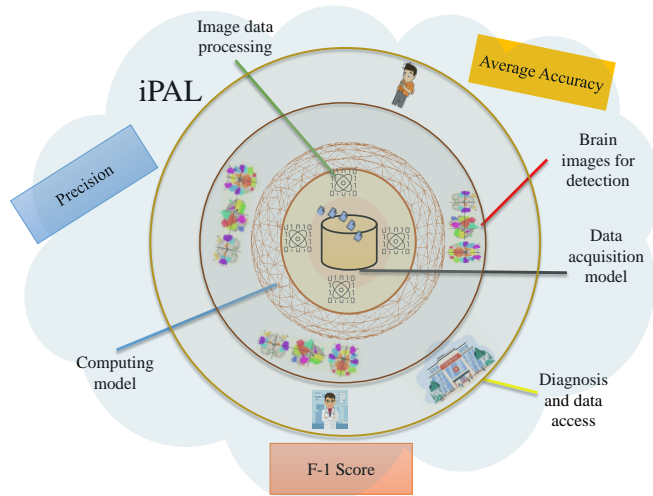 Image data
processing
iPAL
Average Accuracy
Precision
Brain
images for
detection
Data
acquisition
model
Computing
model
Diagnosis
and data
access
F-1 Score